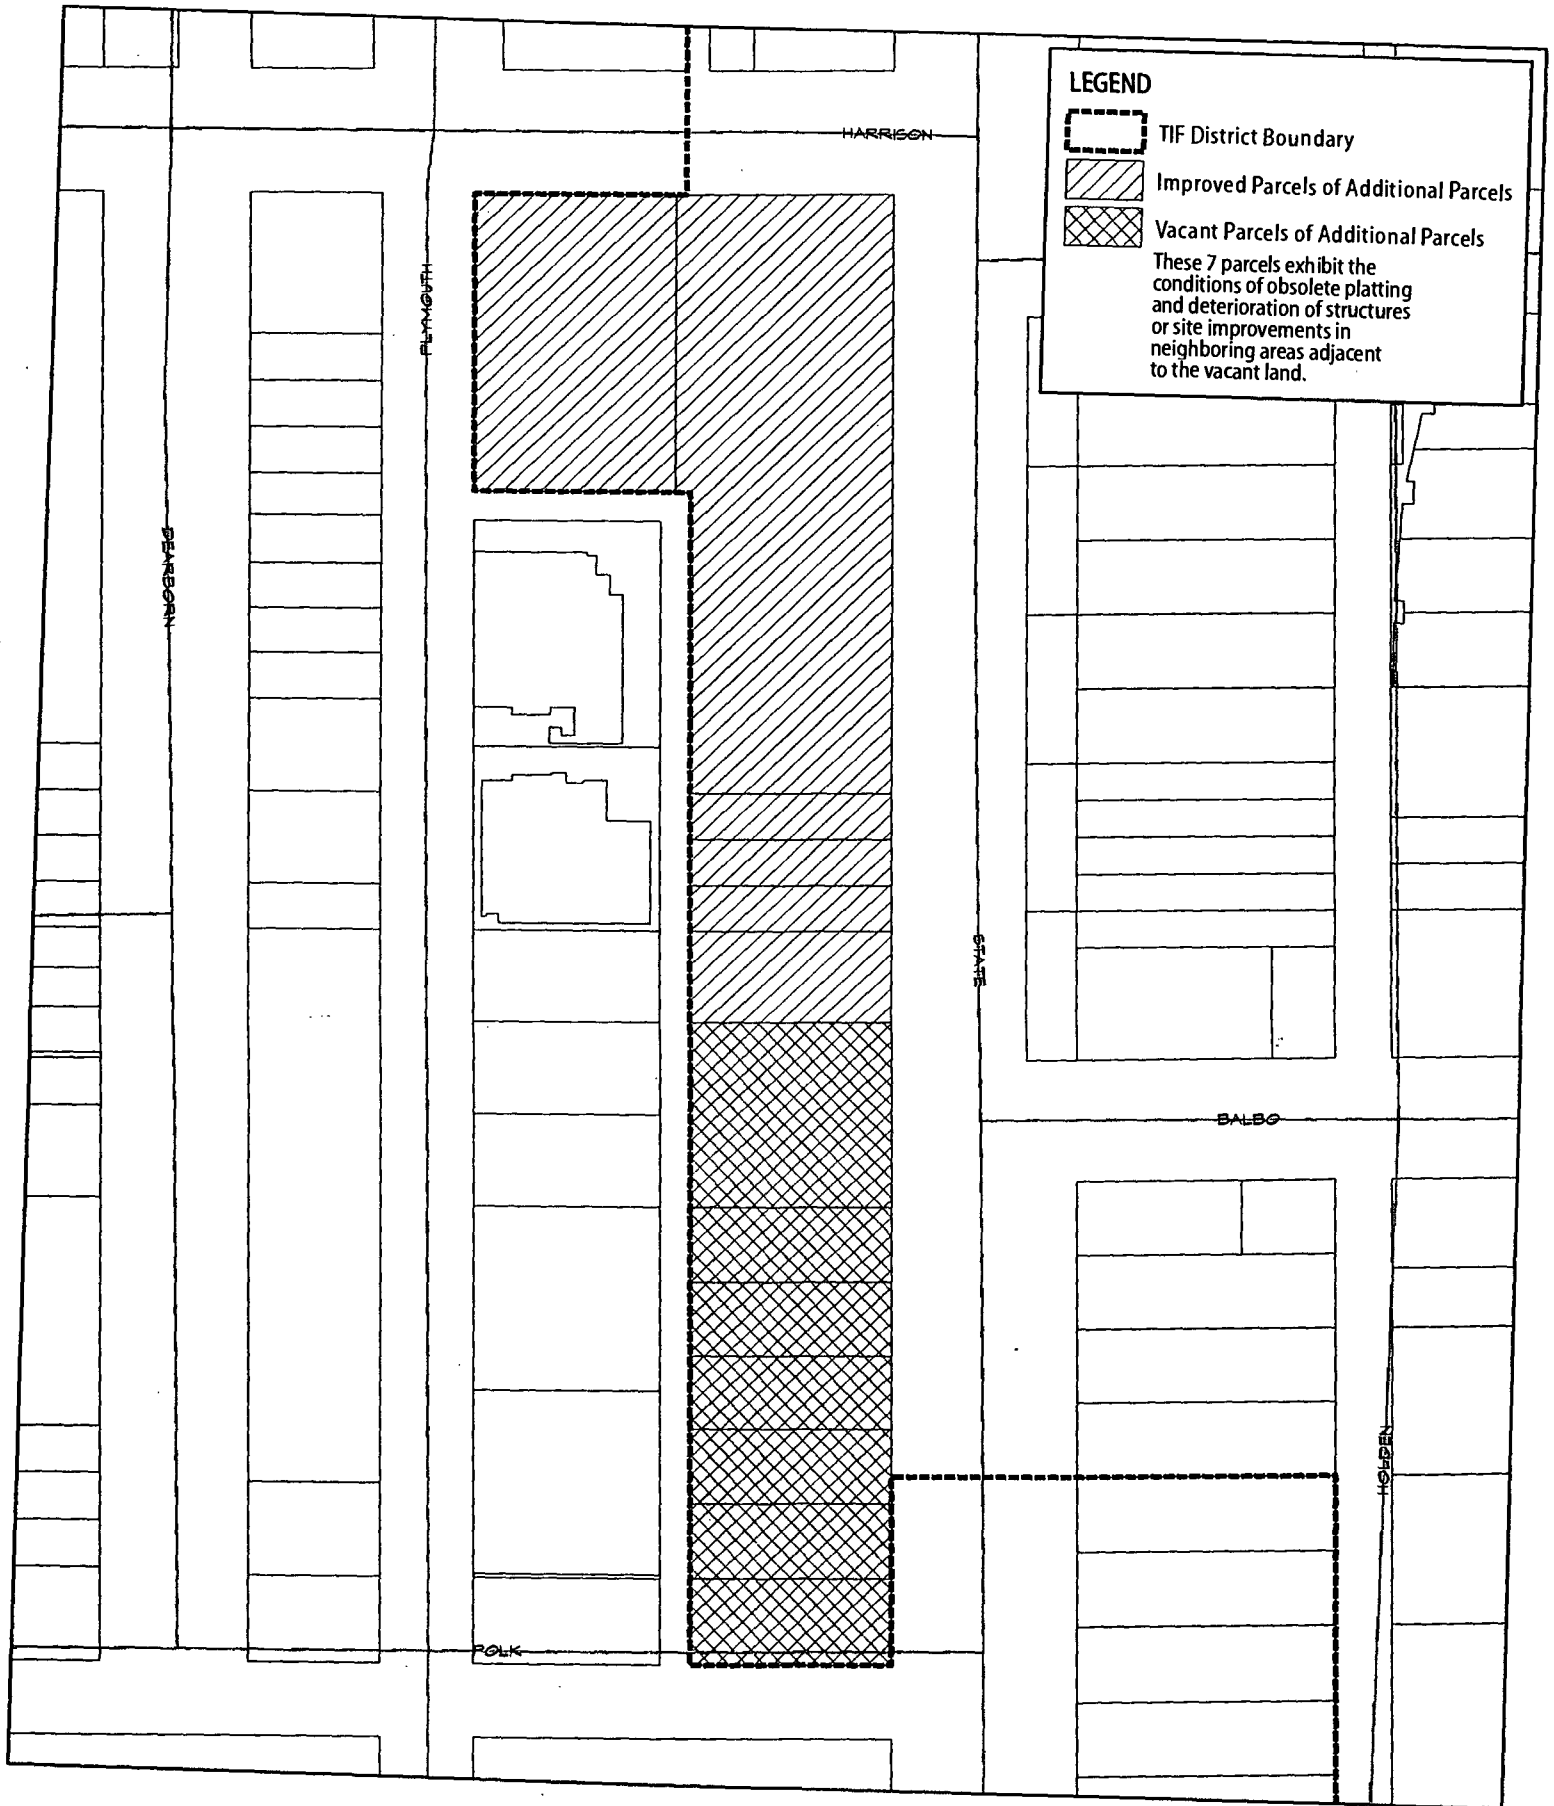 HARRISON
LEGEND
TIF District Boundary
Improved Parcels of Additional Parcels
Vacant Parcels of Additional Parcels
These 7 parcels exhibit the
conditions of obsolete platting
and deterioration of structures
or site improvements in
neighboring areas adjacent
to the vacant land.
PLYMOUTH
DEARBORN
STATE
BALBO
HOLDEN
POLK